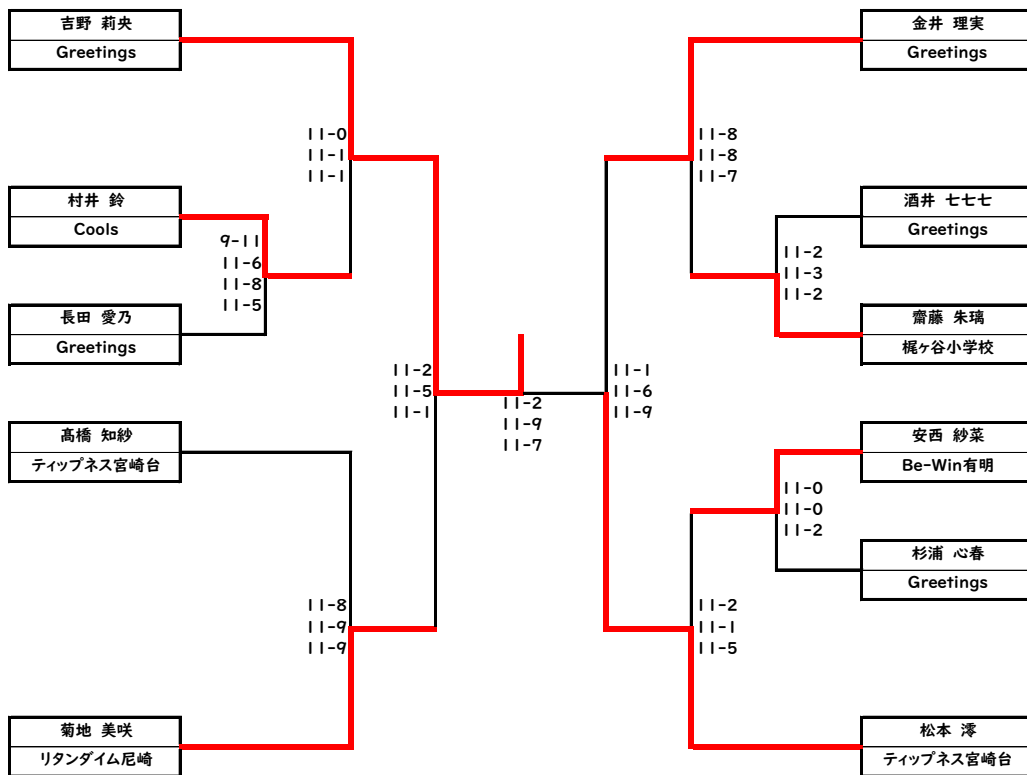 吉野 莉央
Greetings
11-0
11-1
11-1
村井 鈴
Cools
9-11
11-6
11-8
11-5
長田 愛乃
Greetings
11-2
11-5
11-1
髙橋 知紗
ティップネス宮崎台
11-8
11-9
11-9
菊地 美咲
リタンダイム尼崎
11-2
11-9
11-7
金井 理実
Greetings
11-8
11-8
11-7
酒井 七七七
Greetings
11-2
11-3
11-2
齋藤 朱璃
梶ヶ谷小学校
11-1
11-6
11-9
安西 紗菜
Be-Win有明
11-0
11-0
11-2
杉浦 心春
Greetings
11-2
11-1
11-5
松本 澪
ティップネス宮崎台